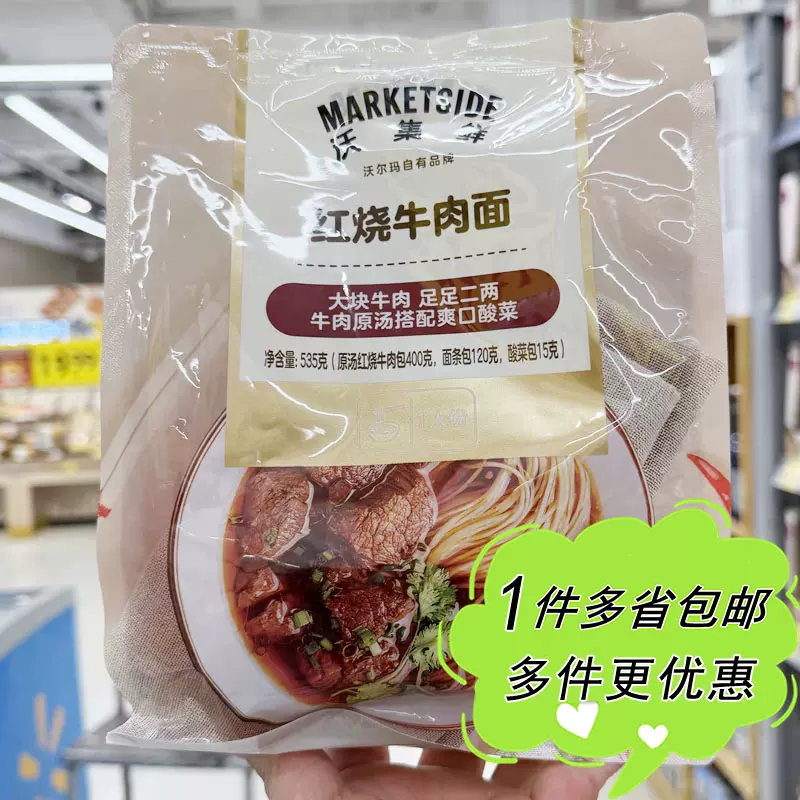 MARKETSIDE
沃集鲜
沃尔玛自有品牌
红烧牛肉面
大块牛肉 足足二两
牛肉原汤搭配爽口酸菜
净含量: 535克（原汤红烧牛肉包400克，面条包120克，酸菜包15克）
1人份
1件多省包邮
多件更优惠